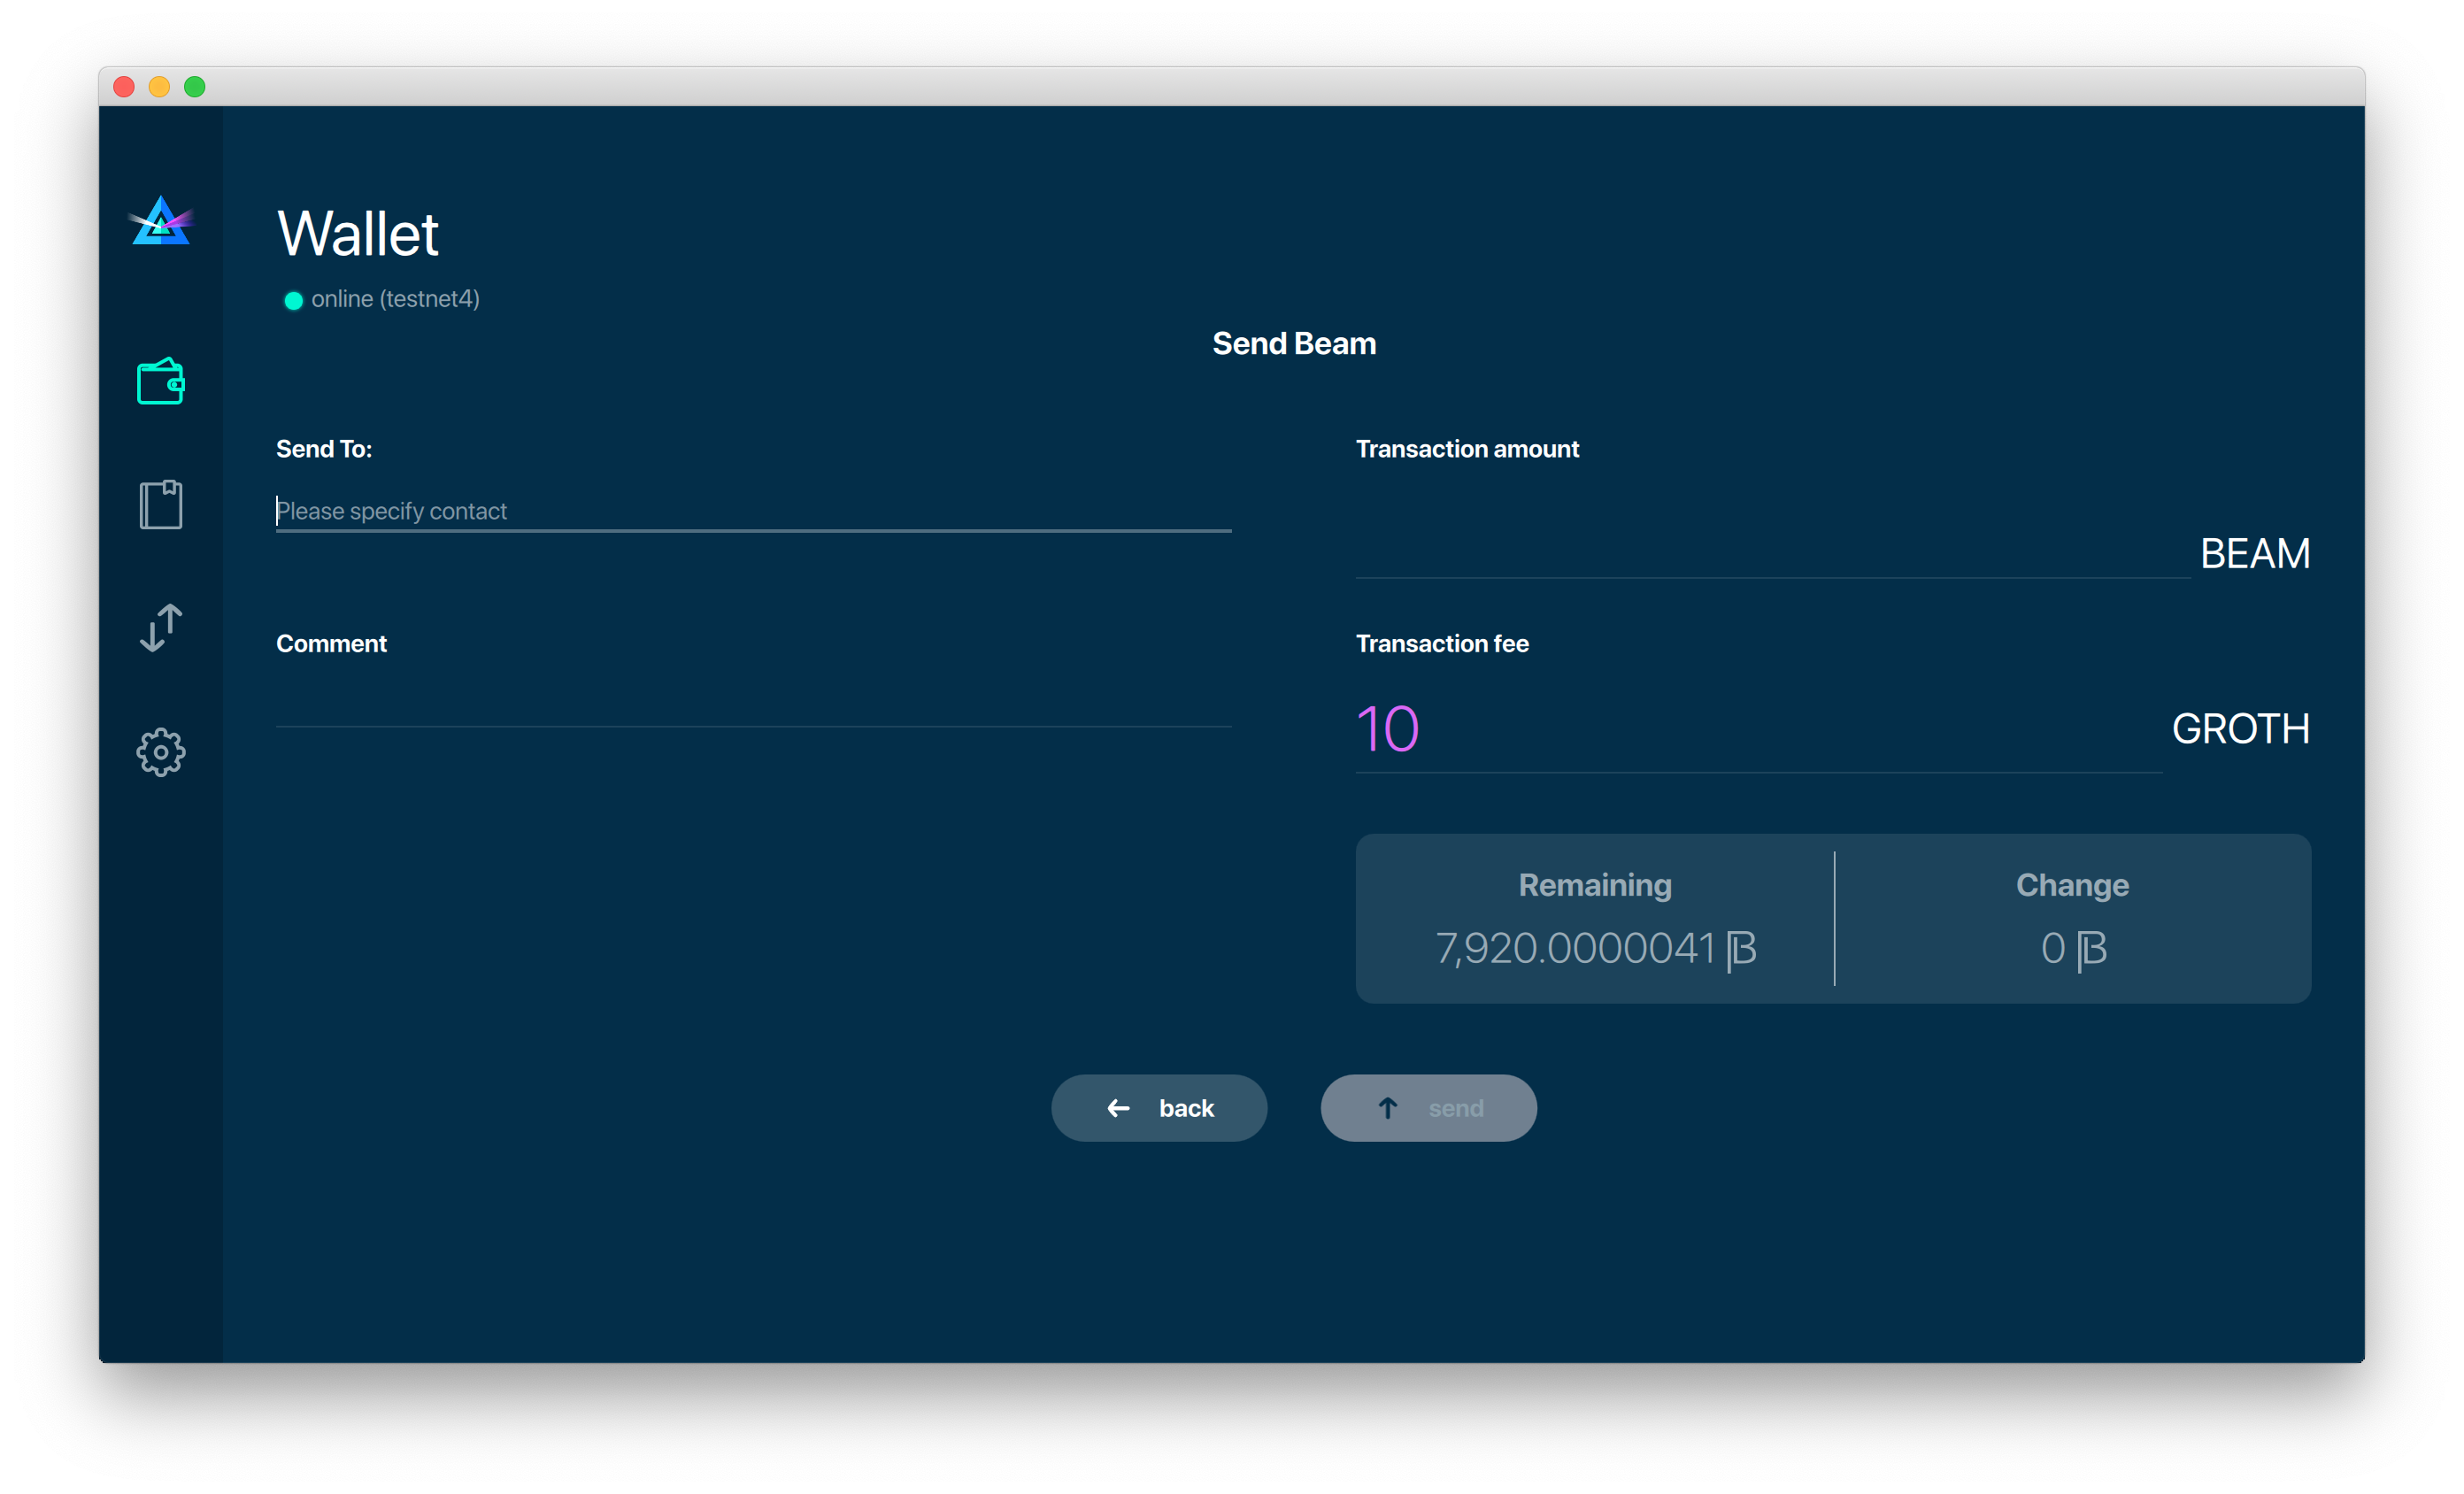 Wallet
online (testnet4)
Send Beam
Send To:
Please specify contact
Comment
Transaction amount
BEAM
Transaction fee
10 GROTH
Remaining
7,920.0000041 B
Change
0 B
back
send